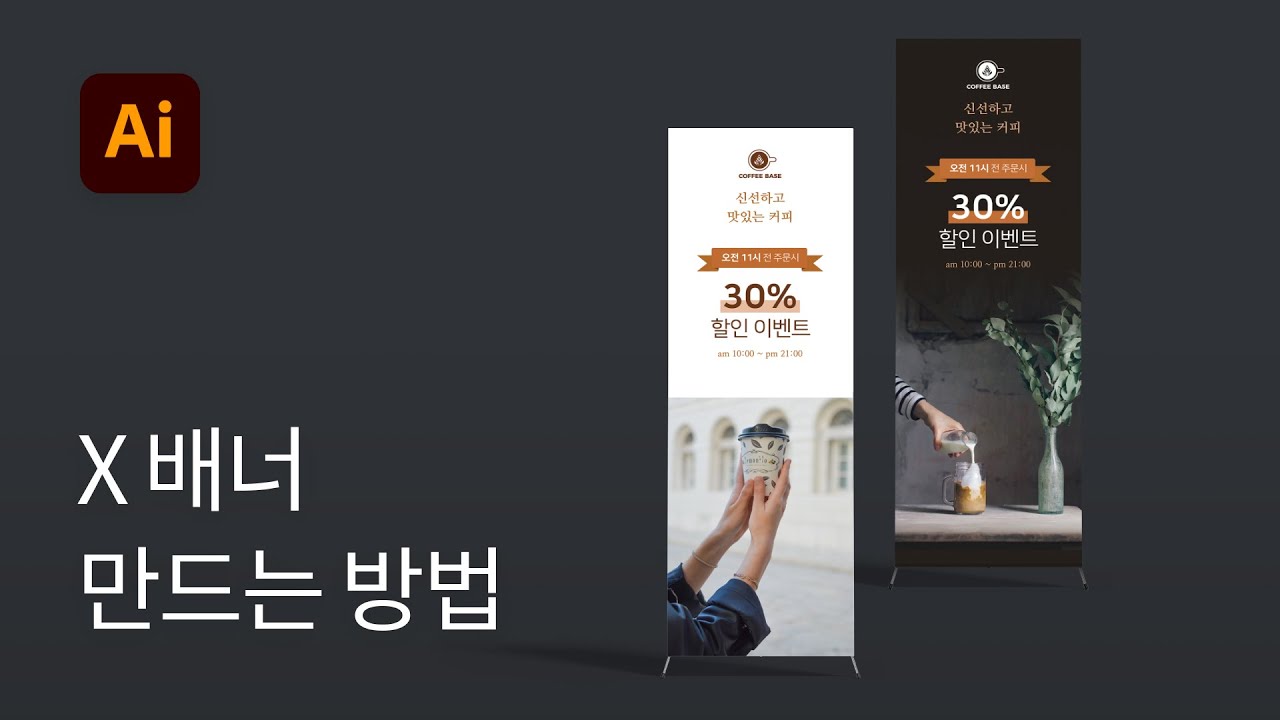 Ai
X 배너
만드는 방법
COFFEE BASE
신선하고
맛있는 커피
오전 11시 전 주문시
30%
할인 이벤트
am 10:00 ~ pm 21:00
COFFEE BASE
신선하고
맛있는 커피
오전 11시 전 주문시
30%
할인 이벤트
am 10:00 ~ pm 21:00